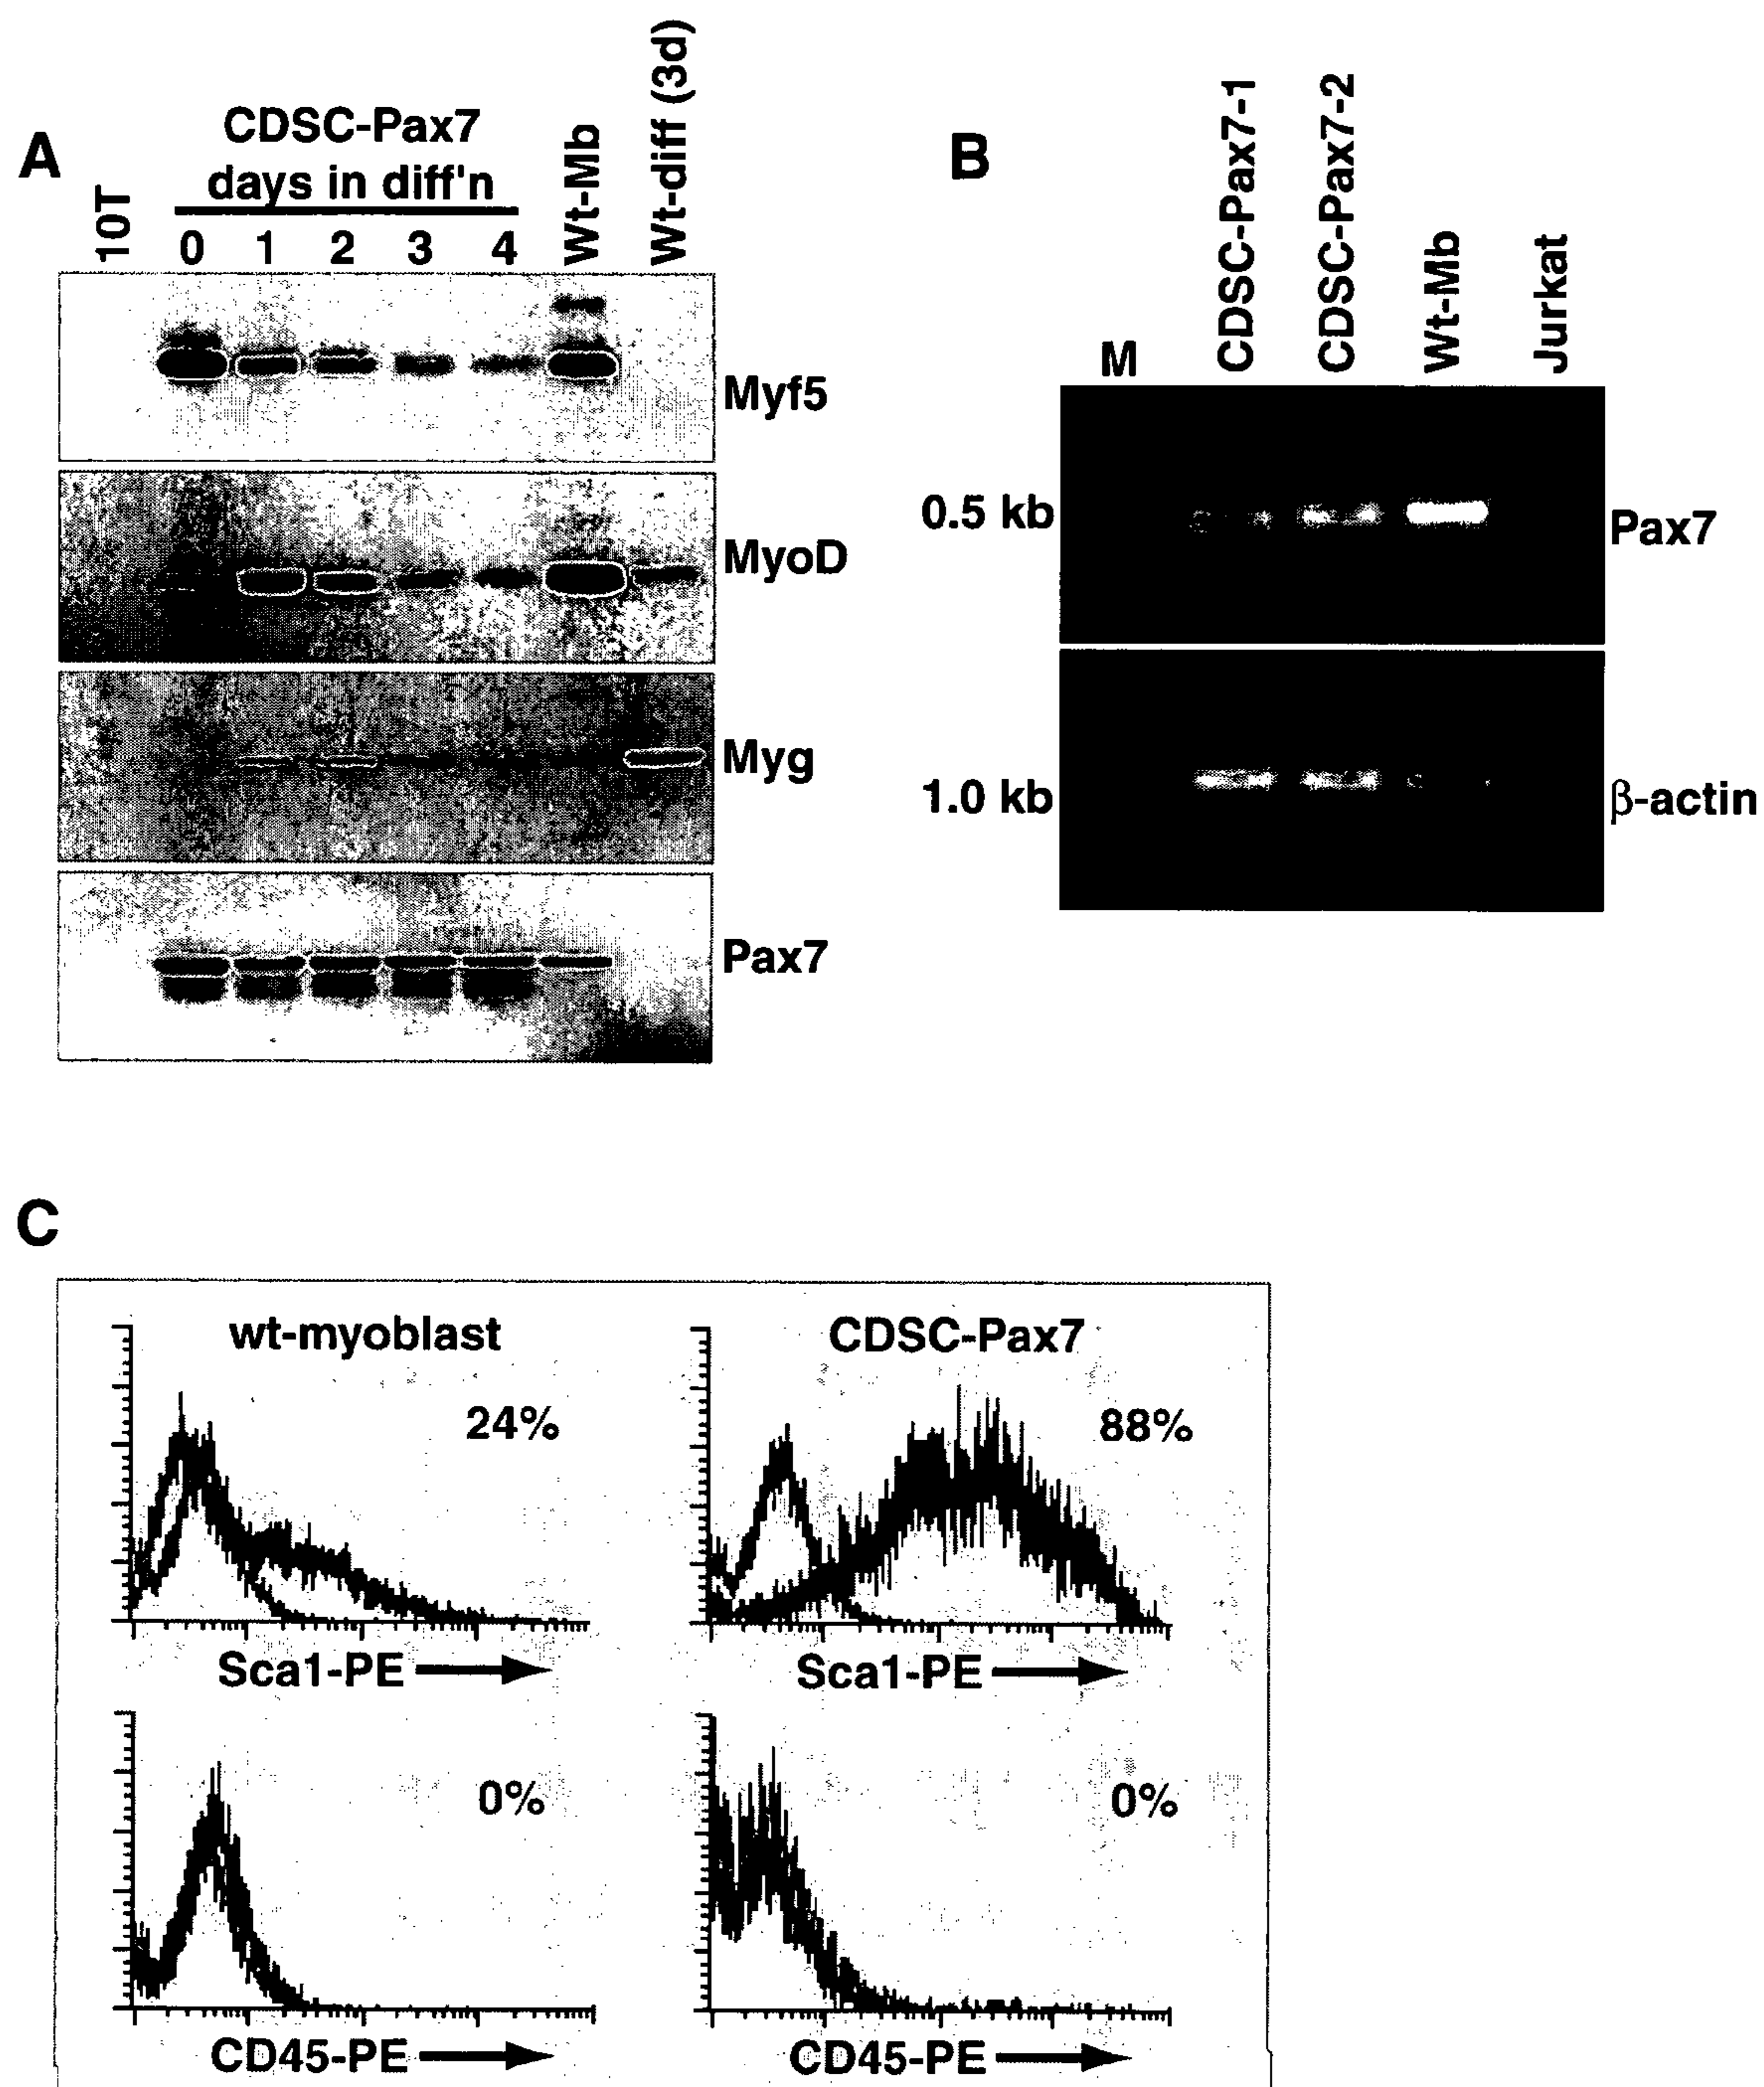 A
CDSC-Pax7
days in diff'n
10T
0 1 2 3 4
Wt-Mb
Wt-diff (3d)
Myf5
MyoD
Myg
Pax7
B
M
CDSC-Pax7-1
CDSC-Pax7-2
Wt-Mb
Jurkat
0.5 kb
Pax7
1.0 kb
β-actin
C
wt-myoblast
24%
Sca1-PE
CDSC-Pax7
88%
Sca1-PE
0%
CD45-PE
0%
CD45-PE